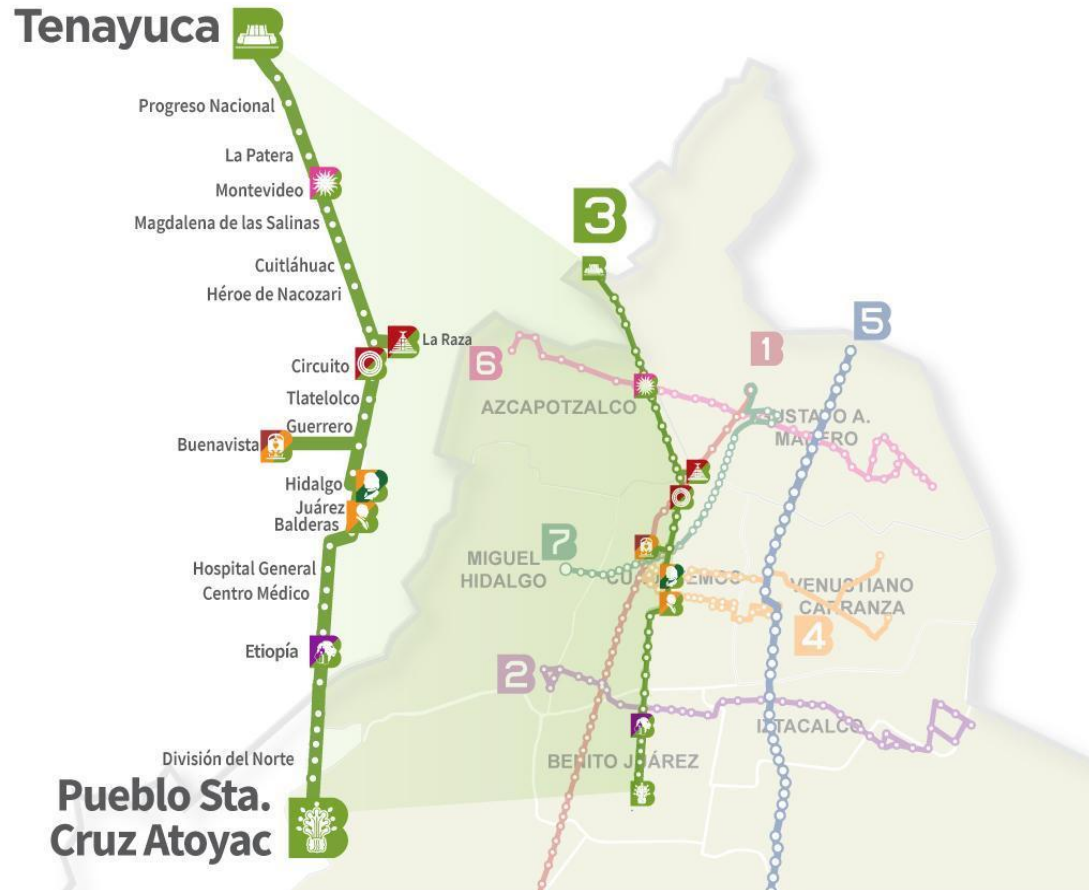 Tenayuca
Progreso Nacional
La Patera
Montevideo
Magdalena de las Salinas
Cuitláhuac
Héroe de Nacozari
La Raza
Circuito
Tlatelolco
Guerrero
Buenavista
Hidalgo
Juárez
Balderas
Hospital General
Centro Médico
Etiopía
División del Norte
Pueblo Sta.
Cruz Atoyac
3
5
1
6
AZCAPOTZALCO
7
MIGUEL
HIDALGO
VENUSTIANO
CARRANZA
4
2
IZTACALCO
BENITO JUÁREZ